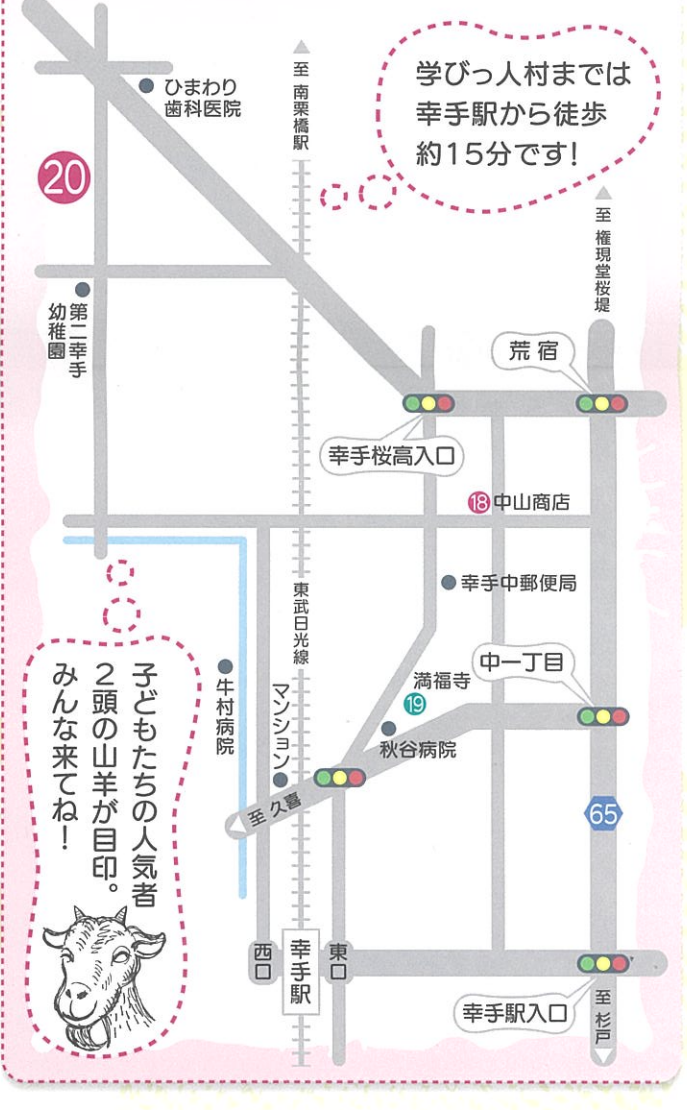 ひまわり
歯科医院
至 南栗橋駅
学びっ人村までは
幸手駅から徒歩
約15分です!
20
至 権現堂桜堤
第二幸手
幼稚園
荒宿
幸手桜高入口
18 中山商店
東武日光線
幸手中郵便局
中一丁目
満福寺
19
秋谷病院
牛村病院
マンション
至 久喜
65
子どもたちの人気者
2頭の山羊が目印。
みんな来てね!
西口
幸手駅
東口
幸手駅入口
至 杉戸